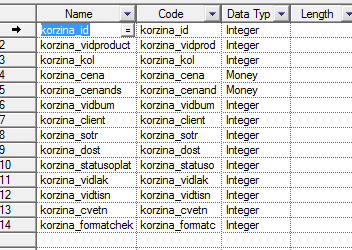 Name Code Data Typ Length
korzina_id = korzina_id Integer
2 korzina_vidproduct korzina_vidprod Integer
3 korzina_kol korzina_kol Integer
4 korzina_cena korzina_cena Money
5 korzina_cenands korzina_cenands Money
6 korzina_vidbum korzina_vidbum Integer
7 korzina_client korzina_client Integer
8 korzina_sotr korzina_sotr Integer
9 korzina_dost korzina_dost Integer
10 korzina_statusoplat korzina_statuso Integer
11 korzina_vidlak korzina_vidlak Integer
12 korzina_vidtisn korzina_vidtisn Integer
13 korzina_cvetn korzina_cvetn Integer
14 korzina_formatchek korzina_formatc Integer